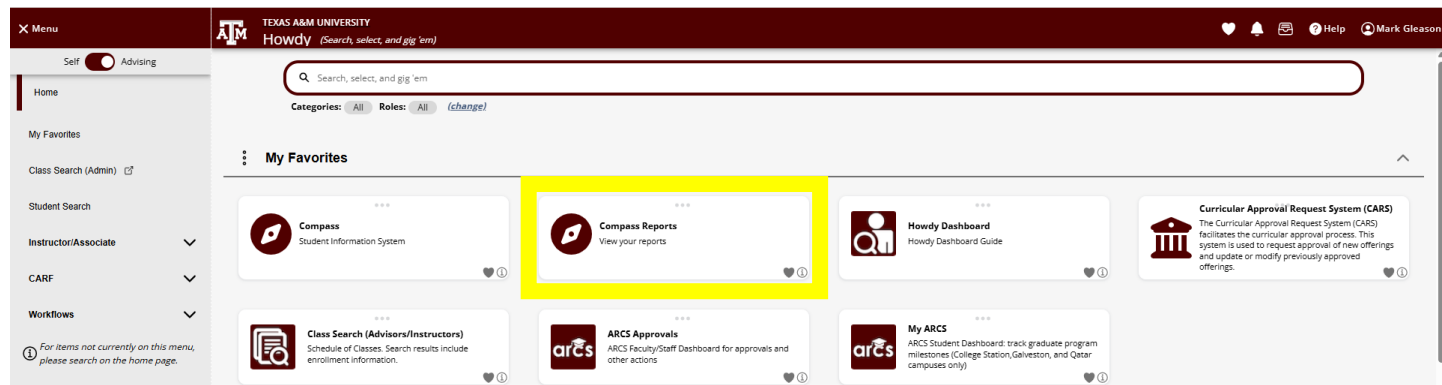 Menu
TEXAS A&M UNIVERSITY
Howdy (Search, select, and gig 'em)
Help
Mark Gleason
Self
Advising
Home
My Favorites
Class Search (Admin)
Student Search
Instructor/Associate
CARF
Workflows
For items not currently on this menu,
please search on the home page.
Search, select, and gig 'em
Categories: All Roles: All (change)
My Favorites
Compass
Student Information System
Compass Reports
View your reports
Howdy Dashboard
Howdy Dashboard Guide
Curricular Approval Request System (CARS)
The Curricular Approval Request System (CARS)
facilitates the curricular approval process. This
system is used to request approval of new offerings
and update or modify previously approved
offerings.
Class Search (Advisors/Instructors)
Schedule of Classes. Search results include
enrollment information.
arcs
ARCS Approvals
ARCS Faculty/Staff Dashboard for approvals and
other actions
arcs
My ARCS
ARCS Student Dashboard: track graduate program
milestones (College Station,Galveston, and Qatar
campuses only)